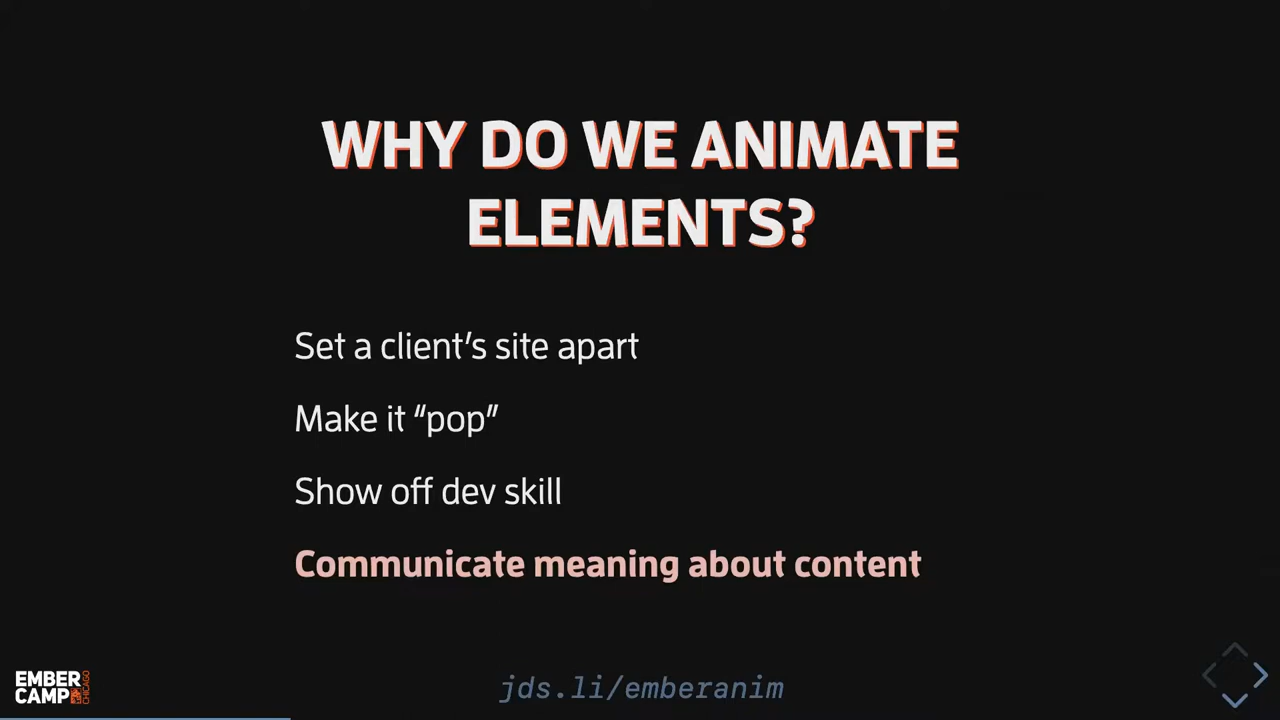 WHY DO WE ANIMATE
ELEMENTS?
Set a client’s site apart
Make it “pop”
Show off dev skill
Communicate meaning about content
EMBER
CAMP
CHICAGO
jds.li/emberanim